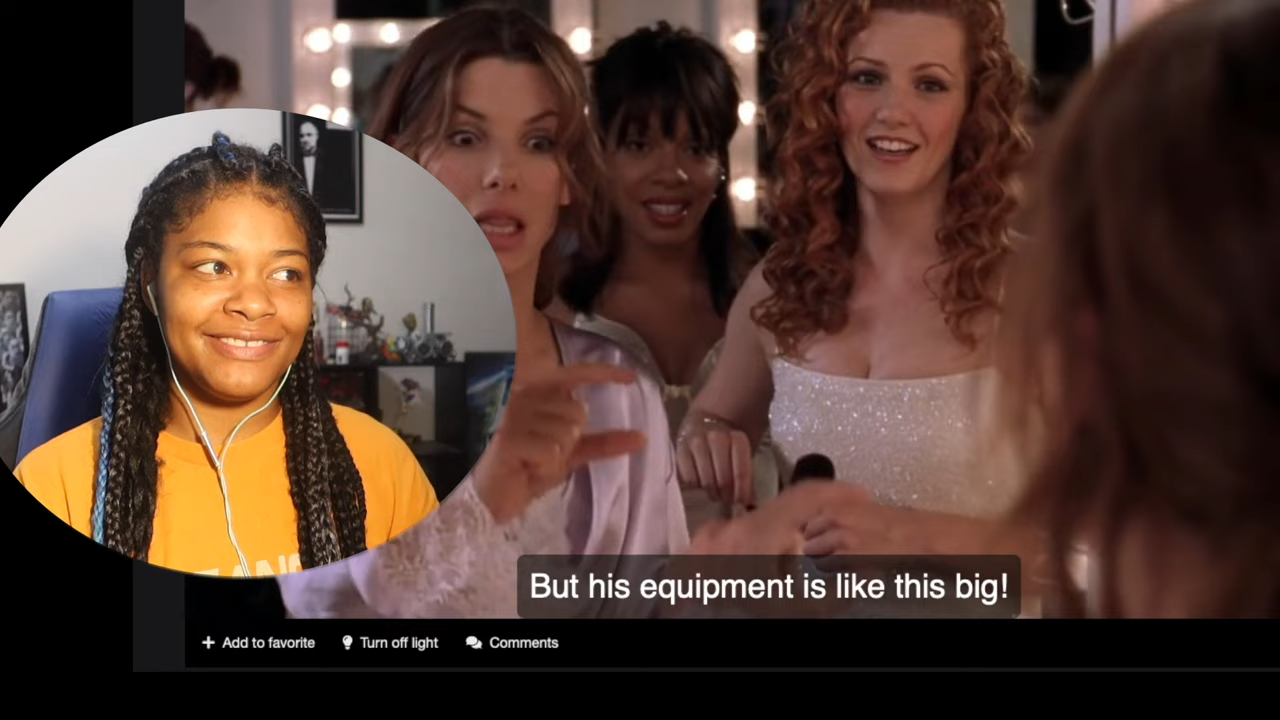 But his equipment is like this big!
Add to favorite Turn off light Comments